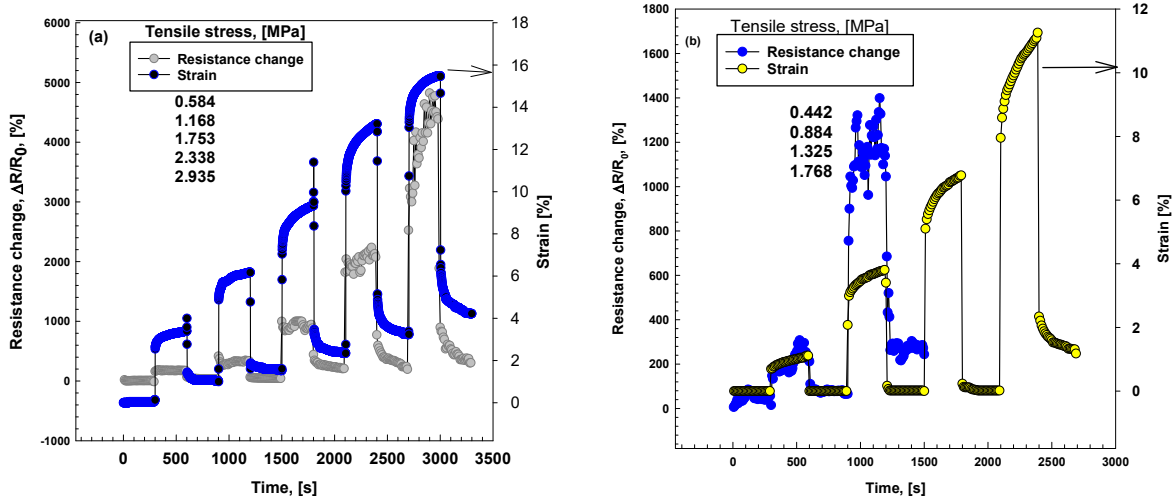 (a)
Tensile stress, [MPa]
Resistance change
Strain
0.584
1.168
1.753
2.338
2.935
Resistance change, ΔR/R0, [%]
6000
5000
4000
3000
2000
1000
0
-1000
18
16
14
12
10
8
6
4
2
0
Strain [%]
0 500 1000 1500 2000 2500 3000 3500
Time, [s]
(b)
Tensile stress, [MPa]
Resistance change
Strain
0.442
0.884
1.325
1.768
Resistance change, ΔR/R0, [%]
1800
1600
1400
1200
1000
800
600
400
200
0
12
10
8
6
4
2
0
Strain [%]
0 500 1000 1500 2000 2500 3000
Time, [s]